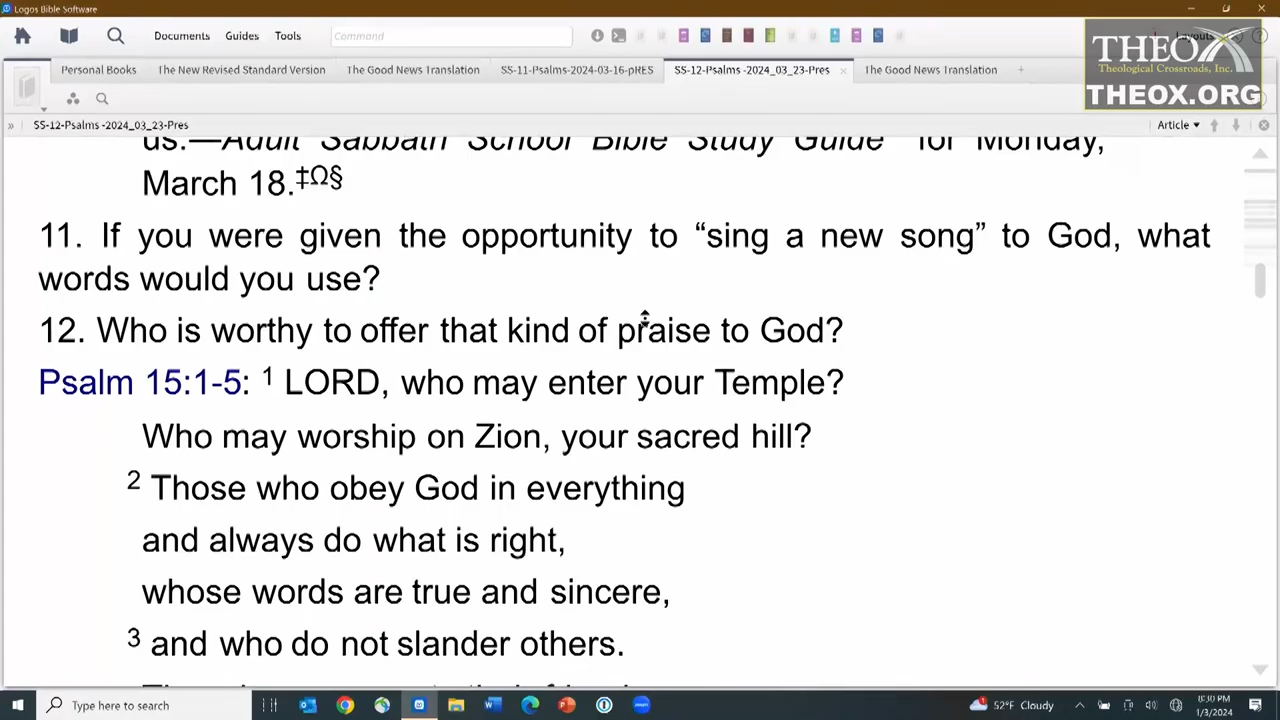 Logos Bible Software
Documents Guides Tools Command Layouts
THEOX
Theological Crossroads, Inc.
THEOX.ORG
Personal Books The New Revised Standard Version The Good New 11-Psalms-2024-03-16-pRES SS-12-Psalms -2024_03_23-Pres The Good News Translation
SS-12-Psalms -2024_03_23-Pres Article
us.—Adult Sabbath School Bible Study Guide for Monday,
March 18.‡Ω§
11. If you were given the opportunity to “sing a new song” to God, what
words would you use?
12. Who is worthy to offer that kind of praise to God?
Psalm 15:1-5: 1 LORD, who may enter your Temple?
Who may worship on Zion, your sacred hill?
2 Those who obey God in everything
and always do what is right,
whose words are true and sincere,
3 and who do not slander others.
Type here to search 52°F Cloudy 8:30 PM
1/3/2024